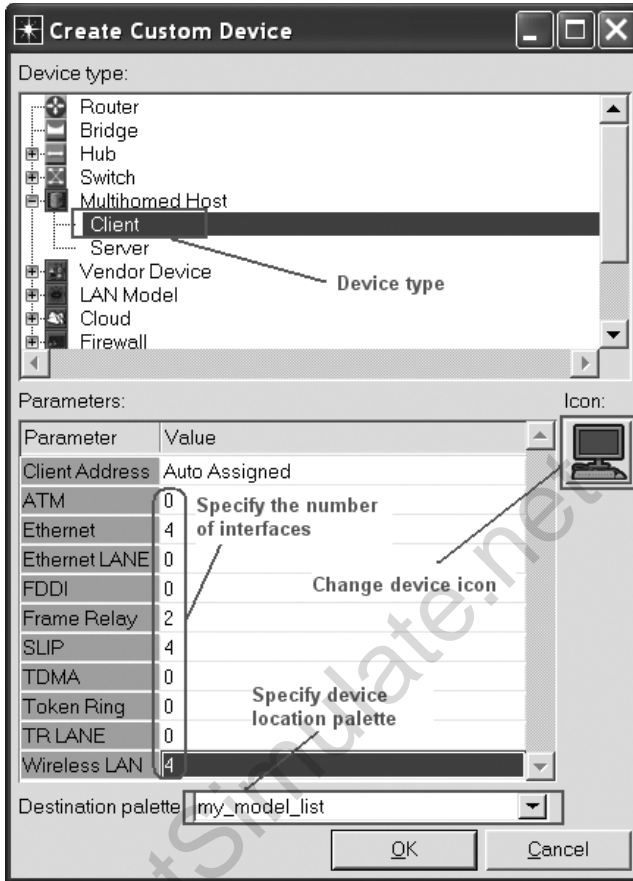 Create Custom Device
Device type:
Router
Bridge
Hub
Switch
Multihomed Host
Client
Server
Vendor Device
LAN Model
Cloud
Firewall
Device type
Parameters:
Icon:
Parameter Value
Client Address Auto Assigned
ATM 0
Ethernet 4
Ethernet LANE 0
FDDI 0
Frame Relay 2
SLIP 4
TDMA 0
Token Ring 0
TR LANE 0
Wireless LAN 4
Specify the number
of interfaces
Change device icon
Specify device
location palette
Destination palette my_model_list
OK Cancel
etSimulate.net